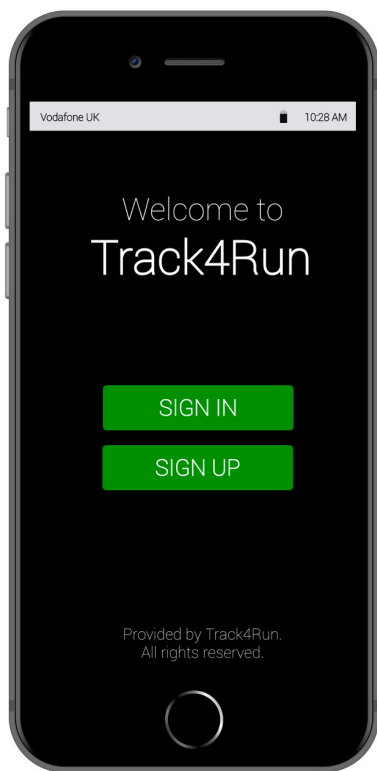 Vodafone UK 10:28 AM
Welcome to
Track4Run
SIGN IN
SIGN UP
Provided by Track4Run.
All rights reserved.